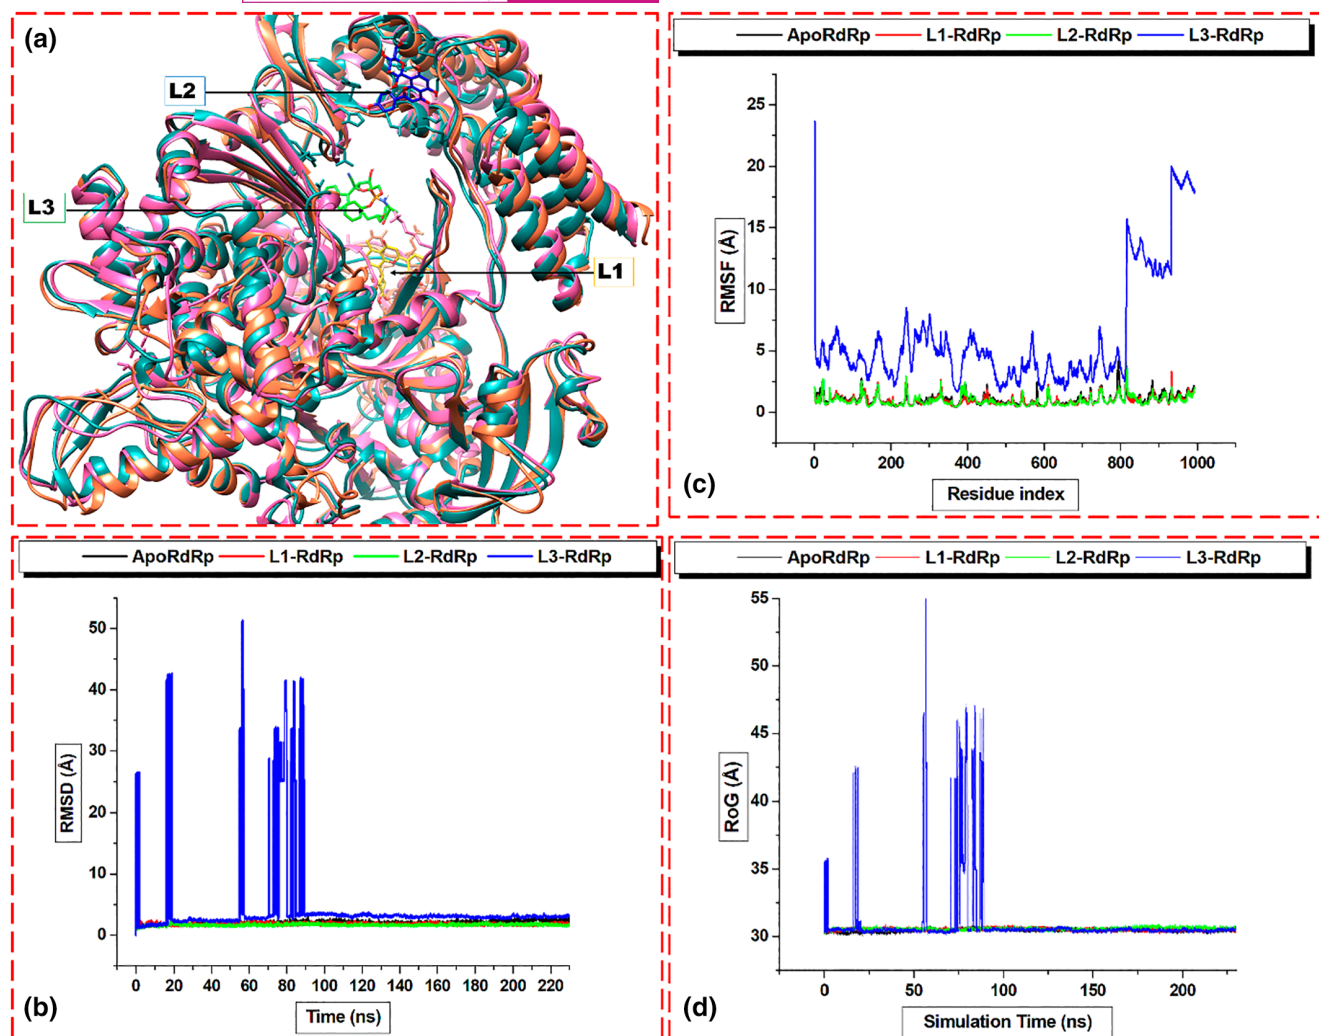 (a)
L2
L3
L1
ApoRdRp L1-RdRp L2-RdRp L3-RdRp
RMSF (Å)
25
20
15
10
5
0
0 200 400 600 800 1000
Residue index
(c)
ApoRdRp L1-RdRp L2-RdRp L3-RdRp
RMSD (Å)
50
40
30
20
10
0
0 20 40 60 80 100 120 140 160 180 200 220
Time (ns)
(b)
ApoRdRp L1-RdRp L2-RdRp L3-RdRp
RoG (Å)
55
50
45
40
35
30
0 50 100 150 200
Simulation Time (ns)
(d)